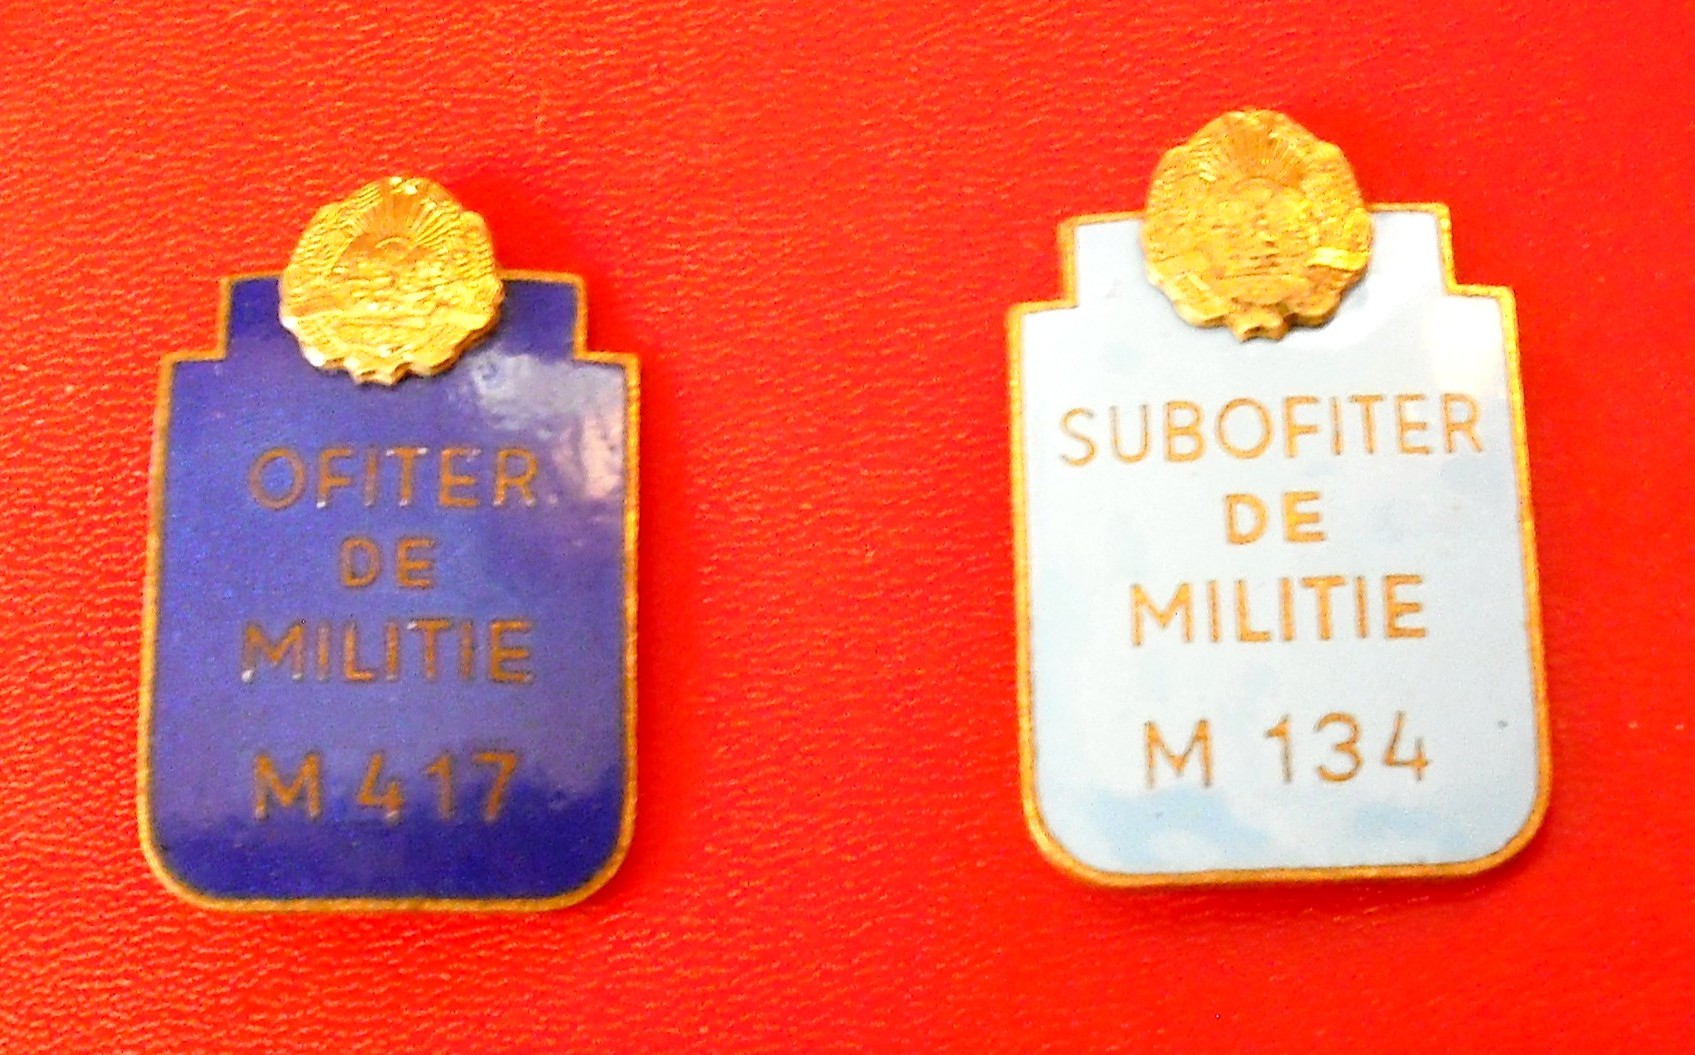 OFITER
DE
MILITIE
M 417
SUBOFITER
DE
MILITIE
M 134